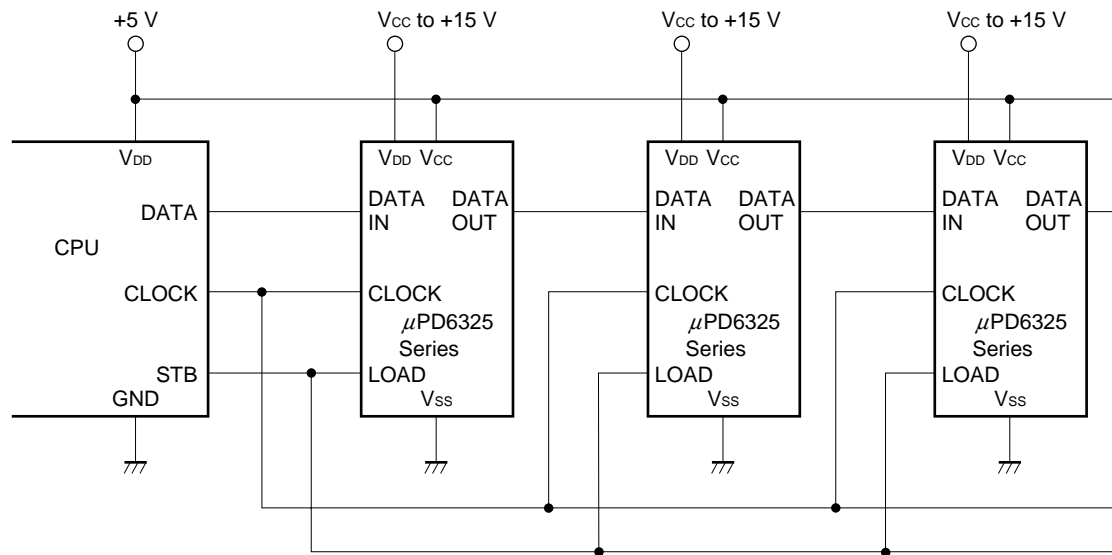 +5 V
VCC to +15 V
VCC to +15 V
VCC to +15 V
VDD
VDD VCC
VDD VCC
VDD VCC
DATA
DATA IN
DATA OUT
DATA IN
DATA OUT
DATA IN
DATA OUT
CPU
CLOCK
CLOCK
CLOCK
CLOCK
μPD6325
Series
μPD6325
Series
μPD6325
Series
STB
LOAD
LOAD
LOAD
GND
VSS
VSS
VSS